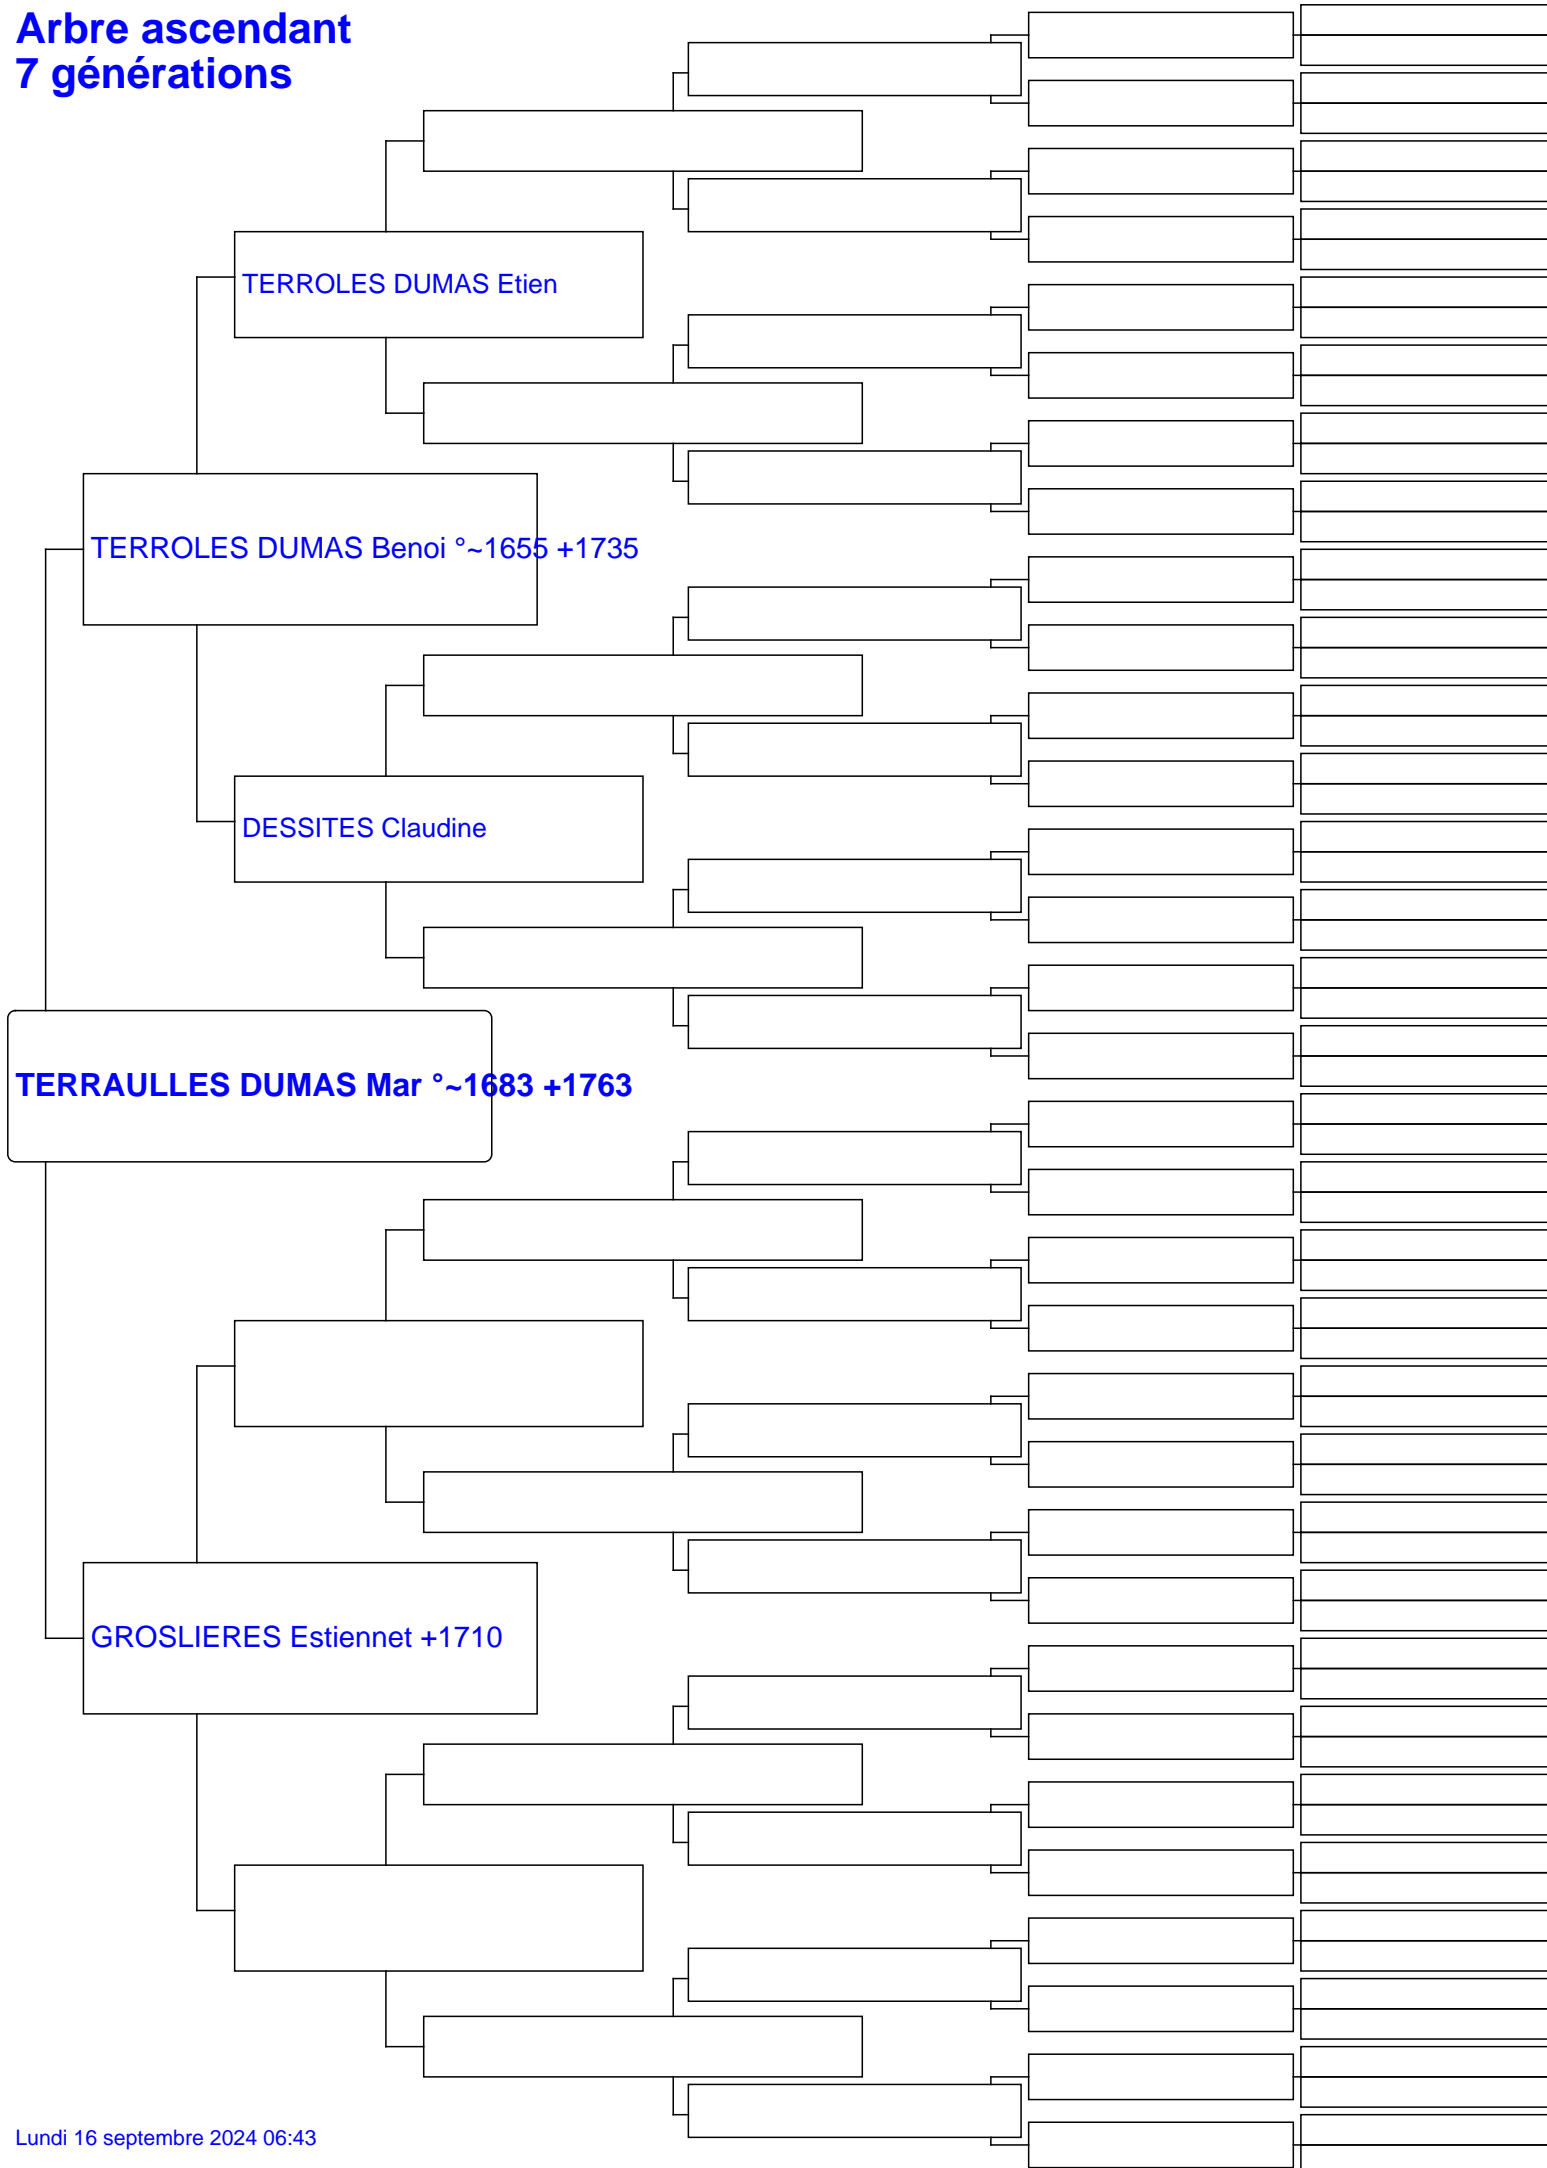 Arbre ascendant
7 générations
TERROLES DUMAS Etien
TERROLES DUMAS Benoi °~1655 +1735
DESSITES Claudine
TERRAULLES DUMAS Mar °~1683 +1763
GROSLIERES Estiennet +1710
Lundi 16 septembre 2024 06:43